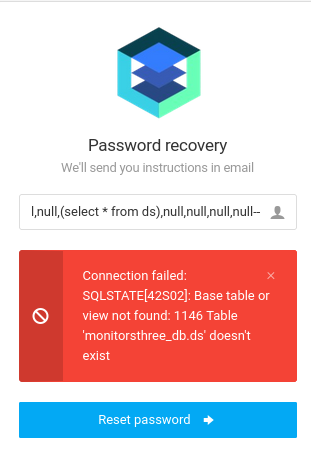 Password recovery
We'll send you instructions in email
l,null,(select * from ds),null,null,null,null--
Connection failed:
SQLSTATE[42S02]: Base table or
view not found: 1146 Table
'monitorsthree_db.ds' doesn't
exist
Reset password